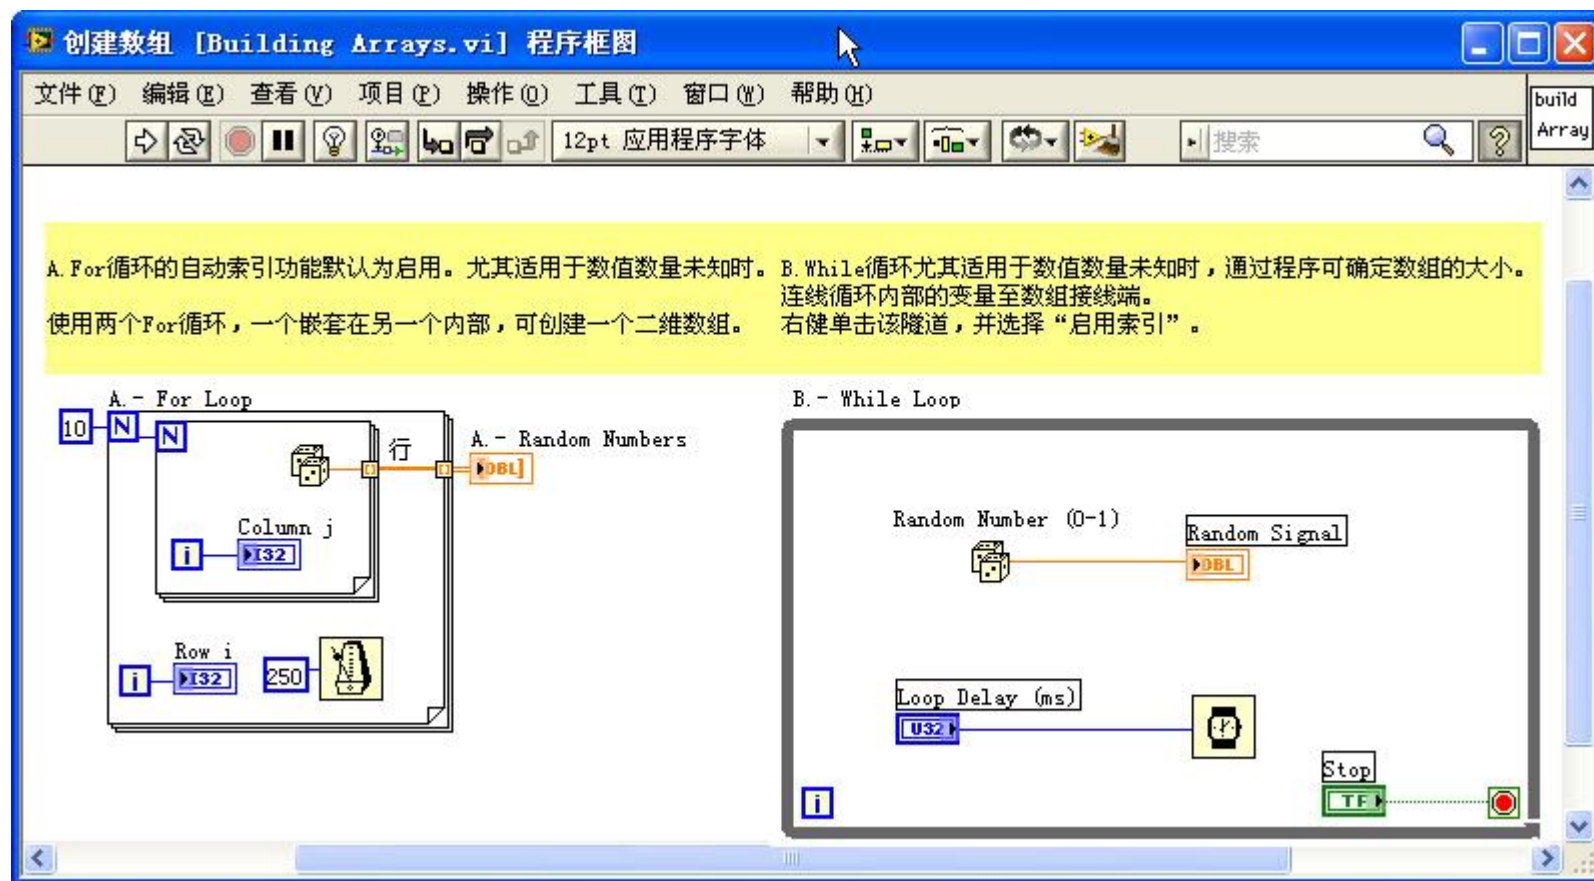 创建数组 [Building Arrays.vi] 程序框图
文件(F) 编辑(E) 查看(V) 项目(P) 操作(O) 工具(T) 窗口(W) 帮助(H)
build
Array
12pt 应用程序字体
搜索
A.For循环的自动索引功能默认为启用。尤其适用于数值数量未知时。
使用两个For循环，一个嵌套在另一个内部，可创建一个二维数组。
B.While循环尤其适用于数值数量未知时，通过程序可确定数组的大小。
连线循环内部的变量至数组接线端。
右健单击该隧道，并选择“启用索引”。
A.- For Loop
10
N
N
行
A.- Random Numbers
DBL]
Column j
i
I32
Row i
i
I32
250
B.- While Loop
Random Number (0-1)
Random Signal
DBL
Loop Delay (ms)
U32
Stop
TF
i